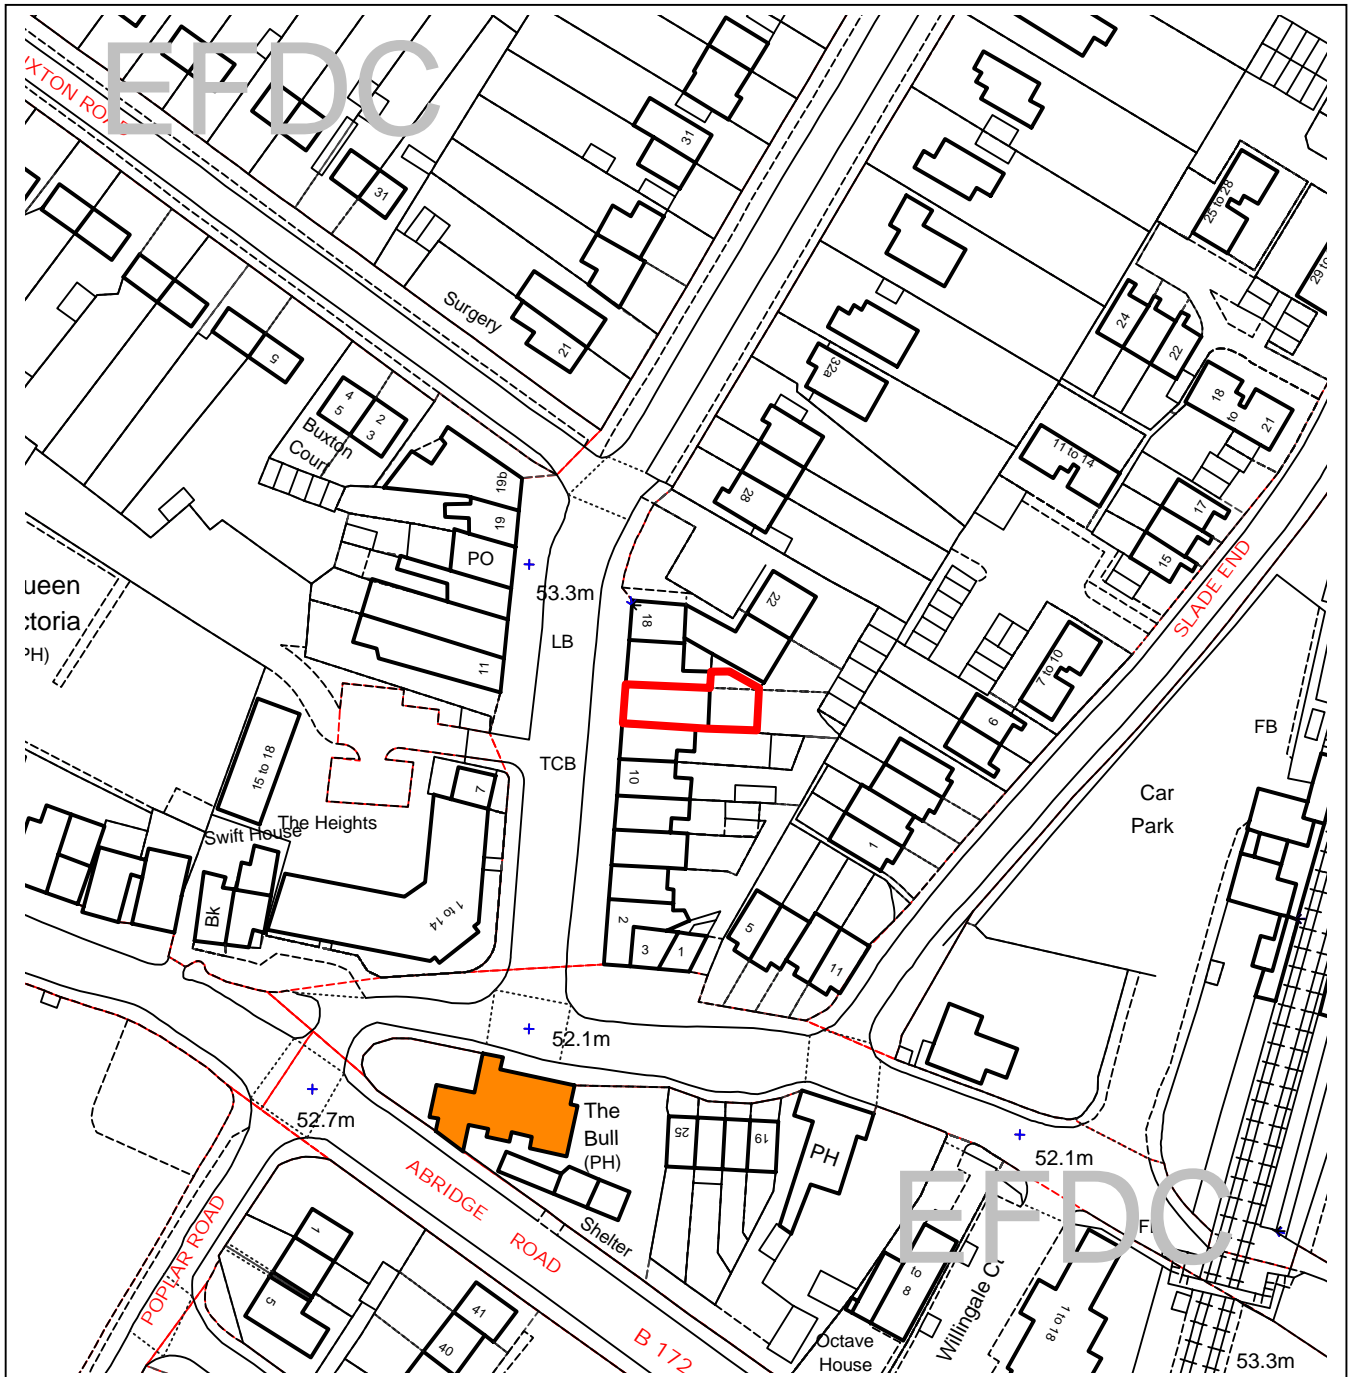 EFDC
UXTON ROAD
31
31
25 to 28
29 to
Surgery
21
24
22
32a
5
18
to
21
4
5
2
3
Buxton
Court
11 to 14
19b
28
17
19
PO
15
SLADE END
ueen
ctoria
PH)
53.3m
22
18
LB
11
7 to 10
6
FB
15 to 18
TCB
10
7
Car
Park
The Heights
Swift House
1
1 to 14
Bk
2
3
1
5
11
52.1m
52.7m
The
Bull
(PH)
25
19
PH
52.1m
EFDC
ABRIDGE
ROAD
B 172
Shelter
POPLAR ROAD
1
5
41
40
to
8
Willingale Ct
1 to 18
Octave
House
53.3m